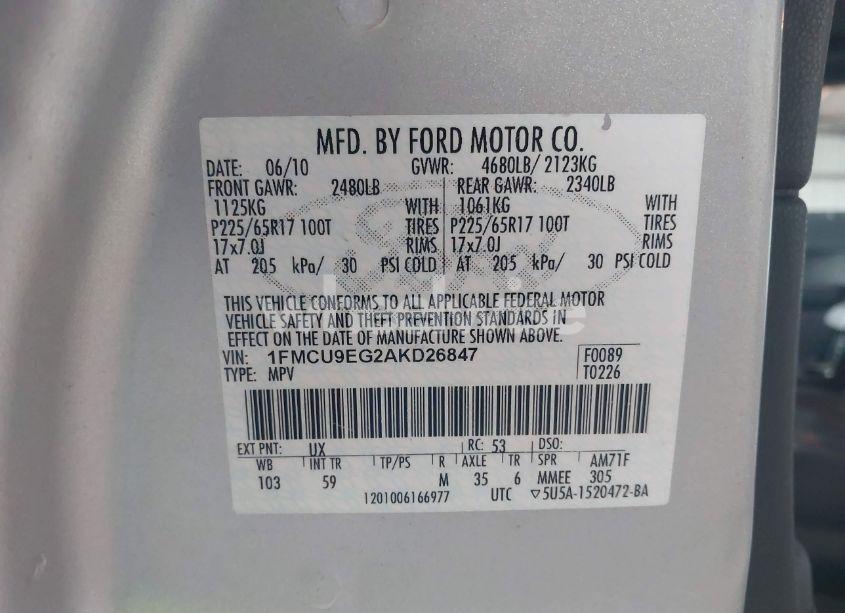 MFD. BY FORD MOTOR CO.
DATE: 06/10 GVWR: 4680LB/ 2123KG
FRONT GAWR: 2480LB REAR GAWR: 2340LB
1125KG WITH 1061KG WITH
P225/65R17 100T TIRES P225/65R17 100T TIRES
17x7.0J RIMS 17x7.0J RIMS
AT 205 kPa/ 30 PSI COLD AT 205 kPa/ 30 PSI COLD
THIS VEHICLE CONFORMS TO ALL APPLICABLE FEDERAL MOTOR
VEHICLE SAFETY AND THEFT PREVENTION STANDARDS IN
EFFECT ON THE DATE OF MANUFACTURE SHOWN ABOVE.
VIN: 1FMCU9EG2AKD26847 F0089
TYPE: MPV T0226
EXT PNT: UX RC: 53 DSO:
WB INT TR TP/PS R AXLE TR SPR AM71F
103 59 M 35 6 MMEE 305
1201006166977 UTC ▽5U5A-1520472-BA